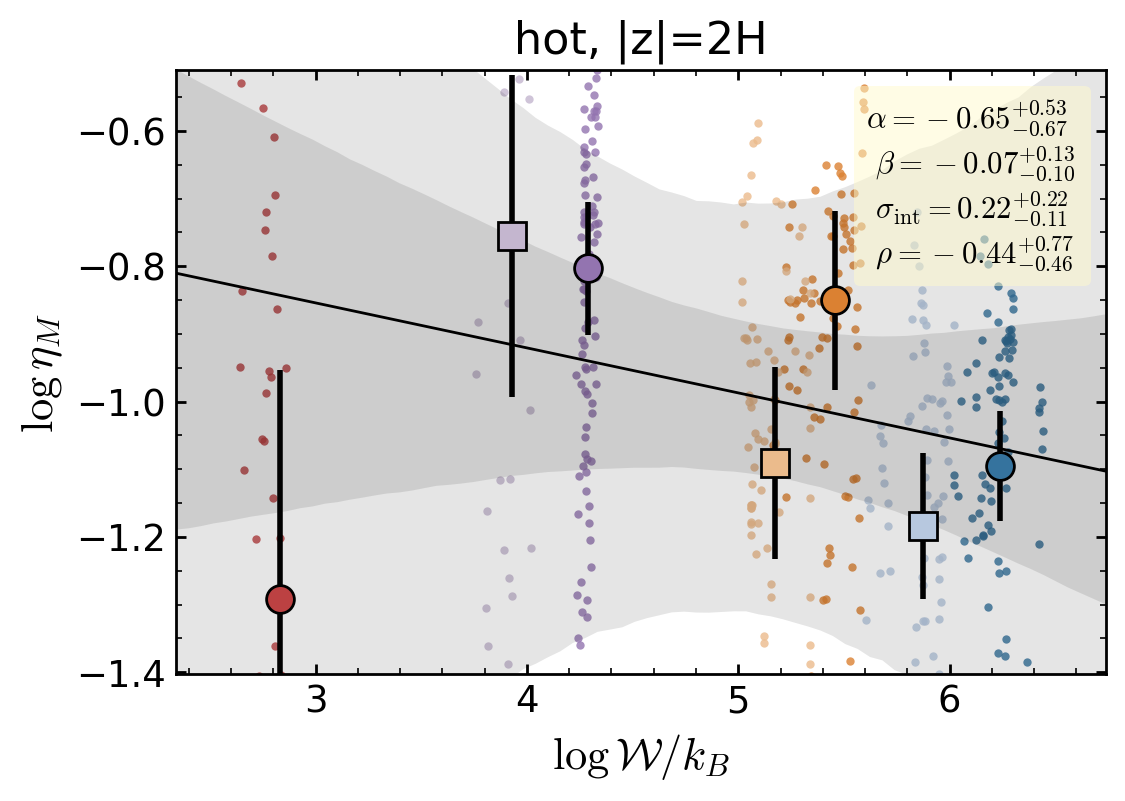 hot, |z|=2H
α = −0.65^{+0.53}_{−0.67}
β = −0.07^{+0.13}_{−0.10}
σ_int = 0.22^{+0.22}_{−0.11}
ρ = −0.44^{+0.77}_{−0.46}
log η_M
−0.6
−0.8
−1.0
−1.2
−1.4
3 4 5 6
log 𝒲/k_B